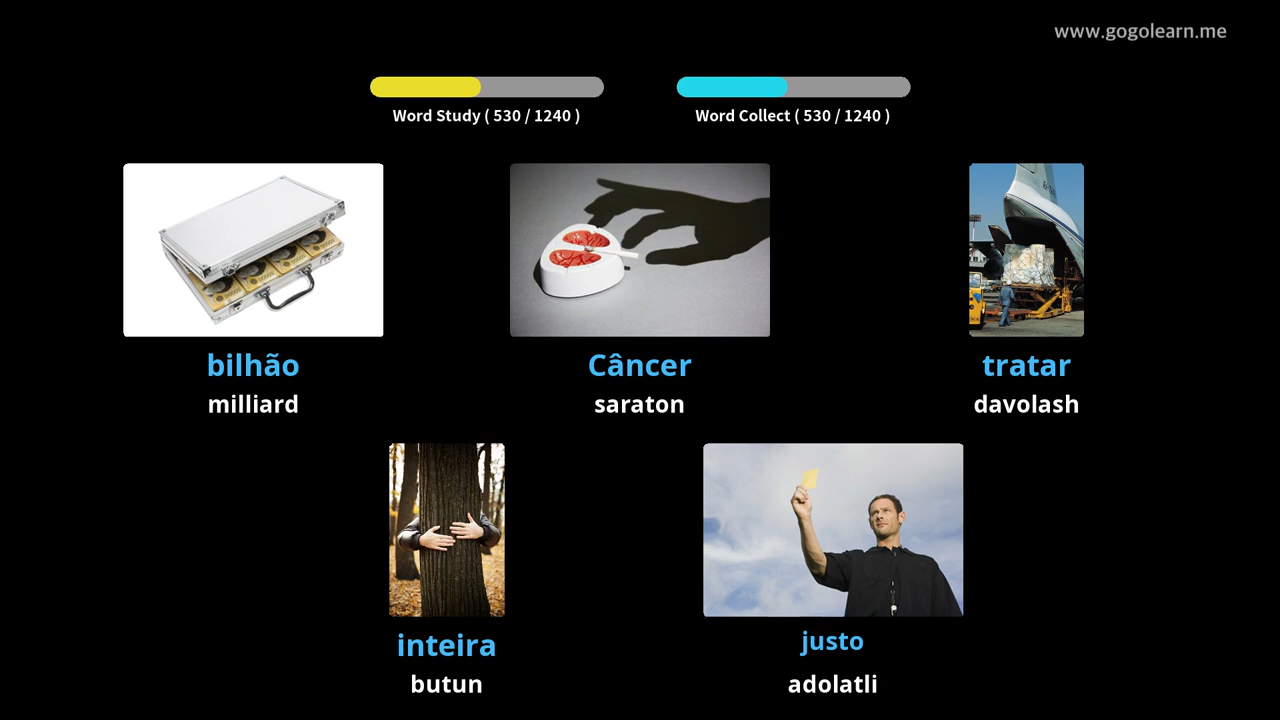 www.gogolearn.me
Word Study ( 530 / 1240 )
Word Collect ( 530 / 1240 )
bilhão
milliard
Câncer
saraton
tratar
davolash
inteira
butun
justo
adolatli